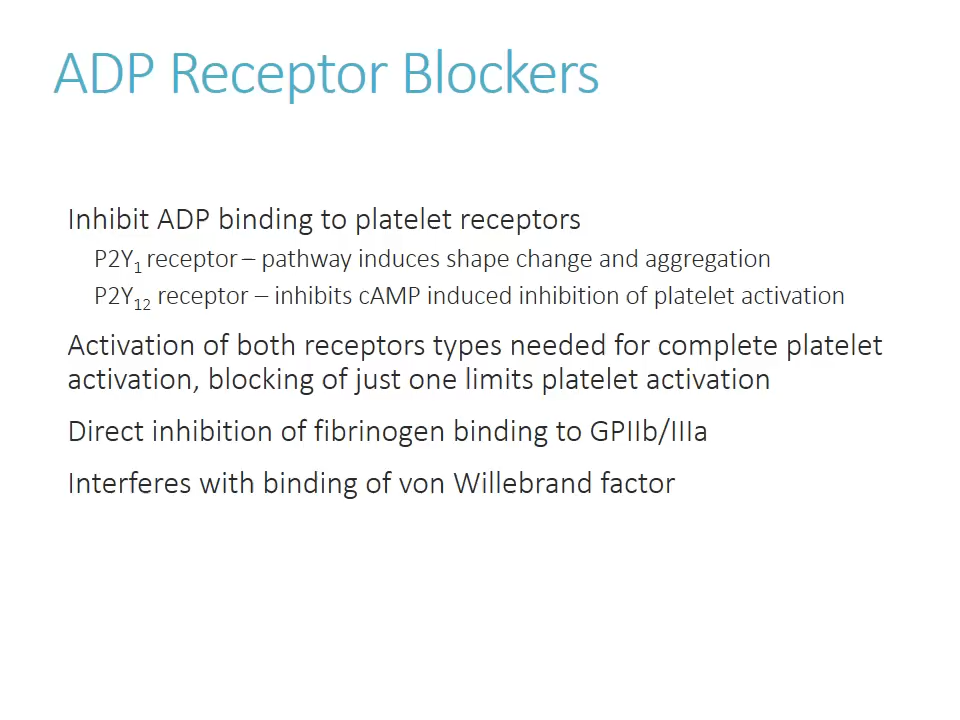 ADP Receptor Blockers
Inhibit ADP binding to platelet receptors
P2Y1 receptor – pathway induces shape change and aggregation
P2Y12 receptor – inhibits cAMP induced inhibition of platelet activation
Activation of both receptors types needed for complete platelet
activation, blocking of just one limits platelet activation
Direct inhibition of fibrinogen binding to GPIIb/IIIa
Interferes with binding of von Willebrand factor